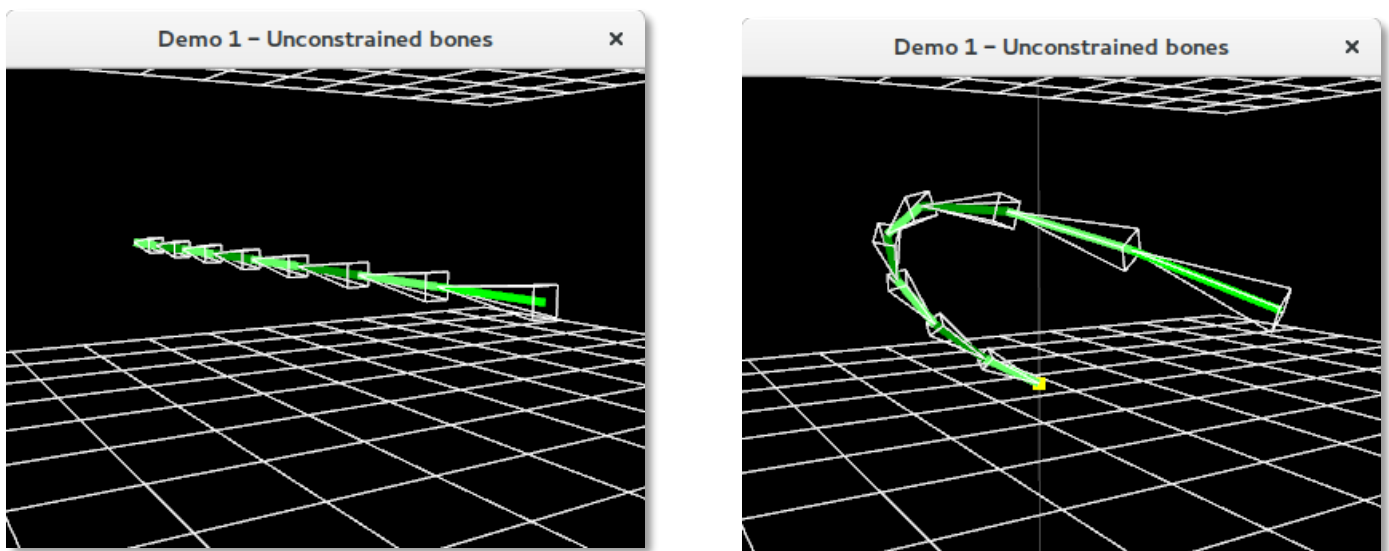 Demo 1 – Unconstrained bones ×
Demo 1 – Unconstrained bones ×